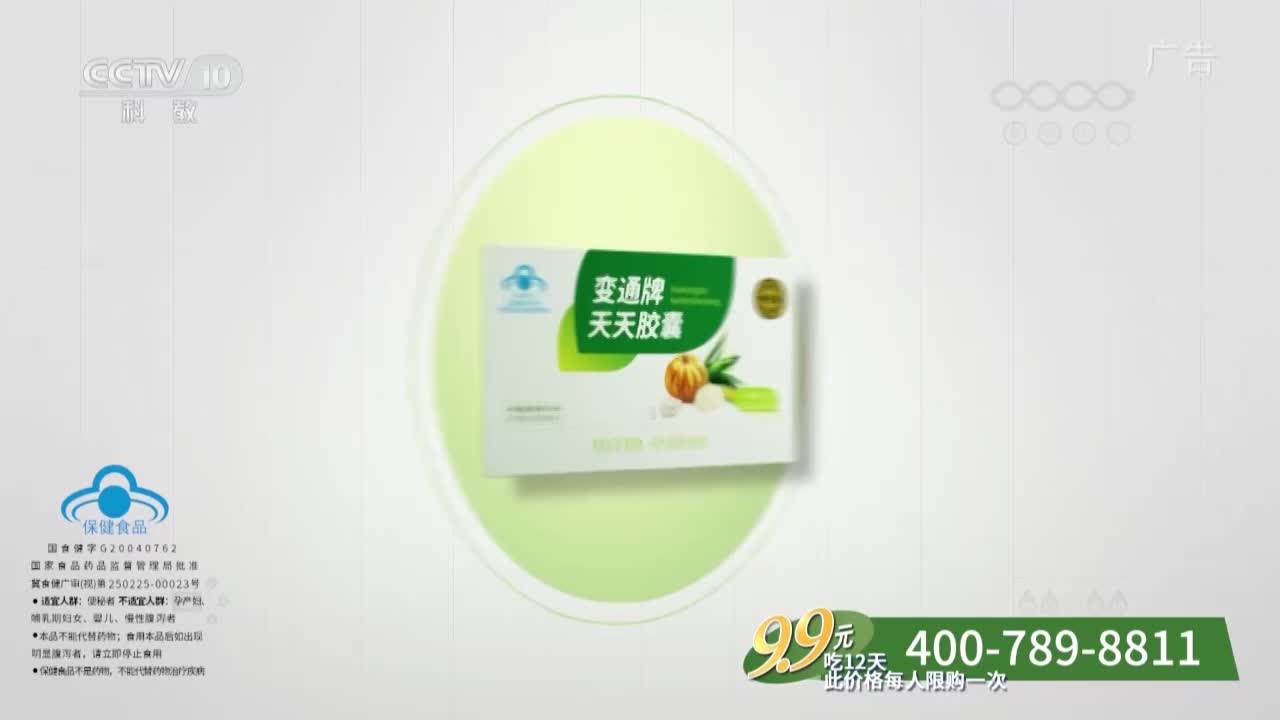 CCTV 10
科教
广告
变通牌
天天胶囊
保健食品
国食健字G20040762
国家食品药品监督管理局批准
冀食健广审(视)第250225-00023号
●适宜人群：便秘者 不适宜人群：孕产妇、
哺乳期妇女、婴儿、慢性腹泻者
●本品不能代替药物；食用本品后如出现
明显腹泻者，请立即停止食用
●保健食品不是药物，不能代替药物治疗疾病
9.9元
吃12天
400-789-8811
此价格每人限购一次